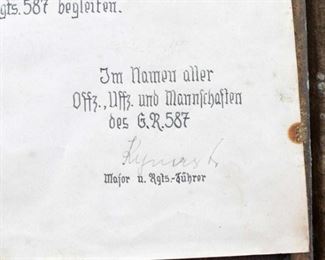 gts. 587 begleiten.
Im Namen aller
Offz., Uffz. und Mannschaften
des G.R. 587
Major u. Rgts.-Führer